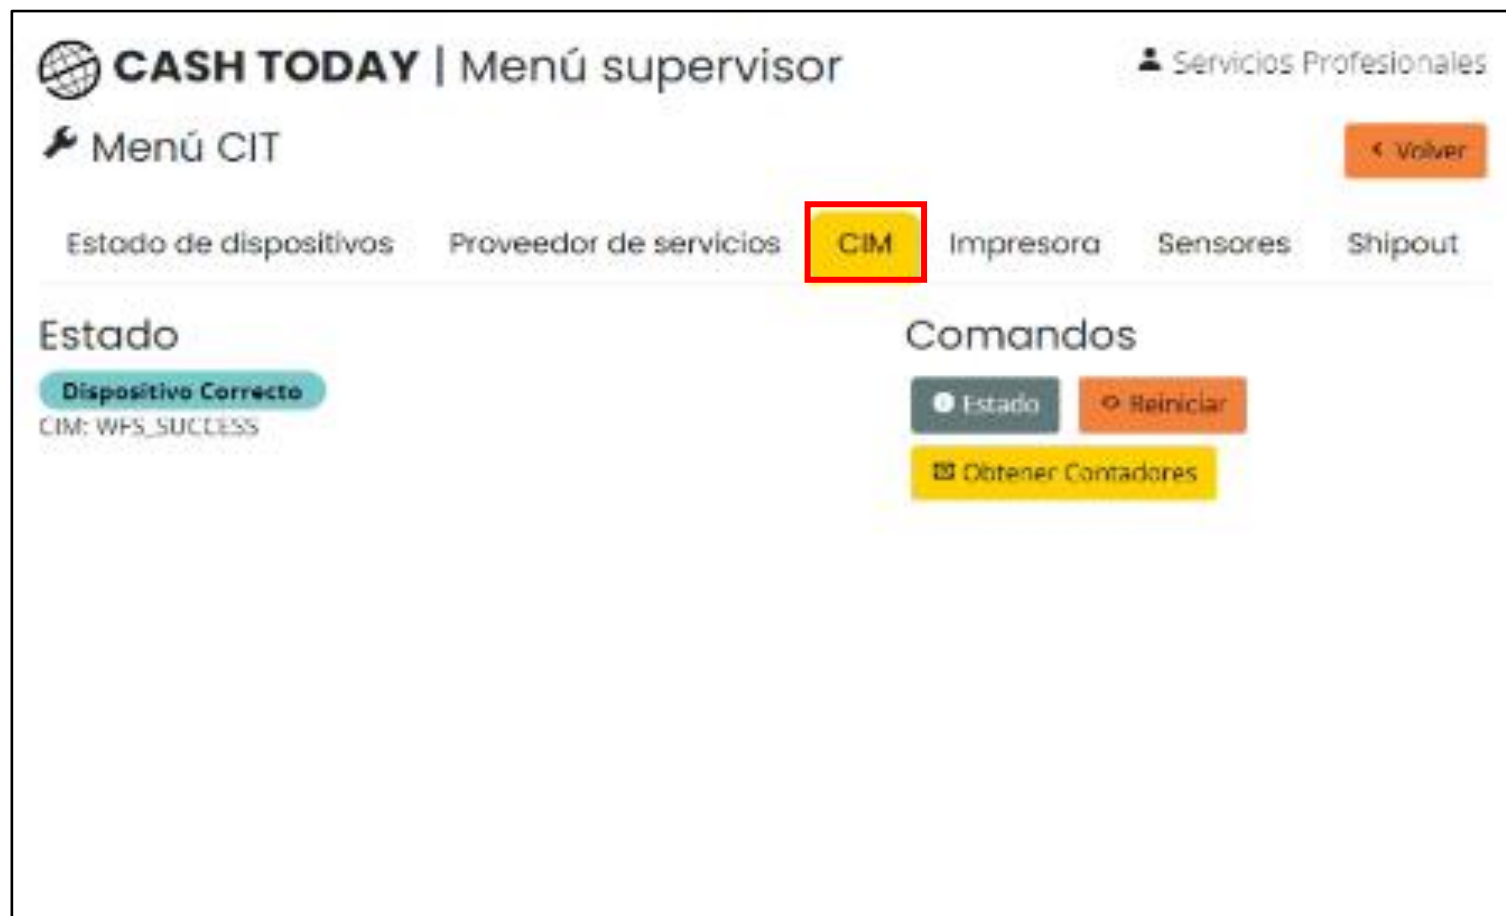 CASH TODAY | Menú supervisor
Servicios Profesionales
Menú CIT
Volver
Estado de dispositivos Proveedor de servicios CIM Impresora Sensores Shipout
Estado
Comandos
Dispositivo Correcto
Estado Reiniciar
CIM: WFS_SUCCESS
Obtener Contadores